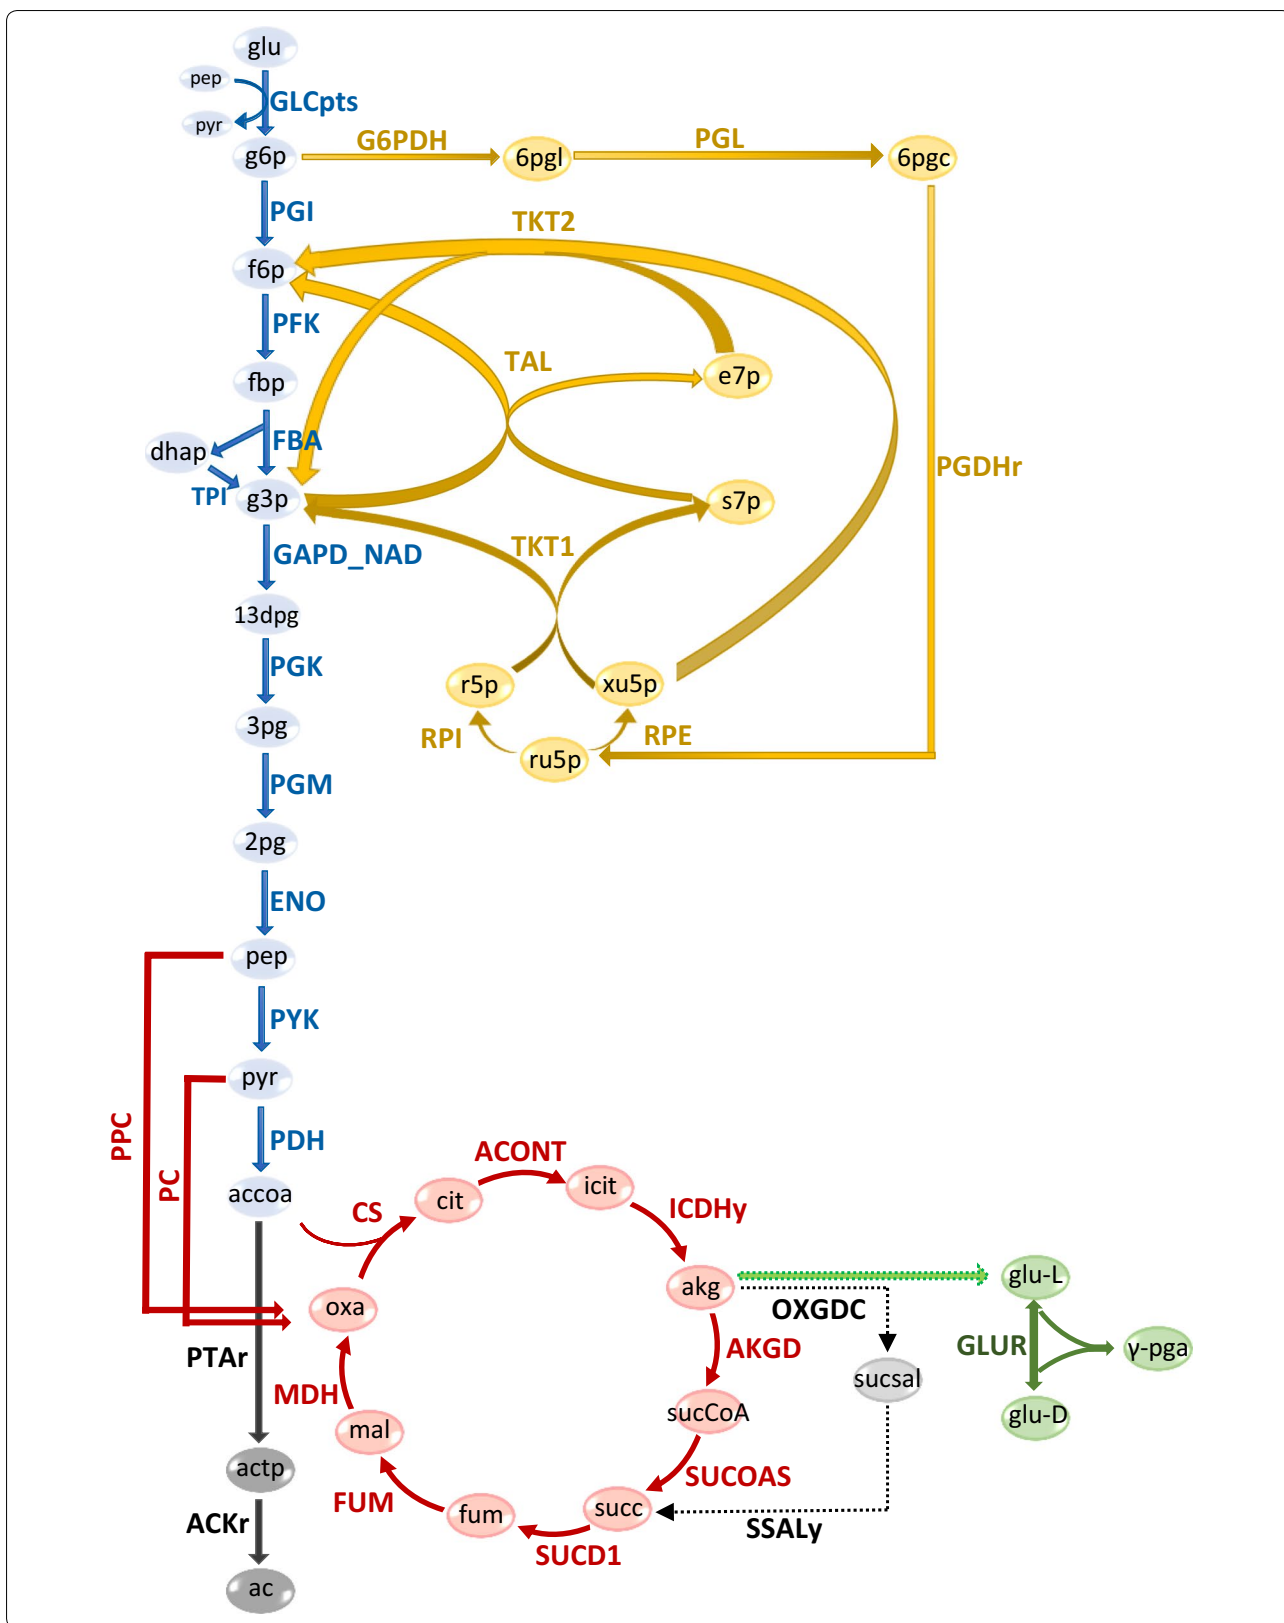 glu
pep
GLCpts
pyr
g6p
G6PDH
6pgl
PGL
6pgc
PGI
TKT2
f6p
PFK
TAL
fbp
e7p
dhap
FBA
PGDHr
TPI
g3p
s7p
GAPD_NAD
TKT1
13dpg
PGK
r5p
xu5p
3pg
RPI
RPE
ru5p
PGM
2pg
ENO
pep
PYK
pyr
PPC
PC
PDH
ACONT
accoa
cit
icit
CS
ICDHy
akg
glu-L
oxa
OXGDC
PTAr
AKGD
GLUR
γ-pga
sucsal
MDH
sucCoA
glu-D
mal
actp
SUCOAS
FUM
fum
succ
ACKr
SSALy
SUCD1
ac